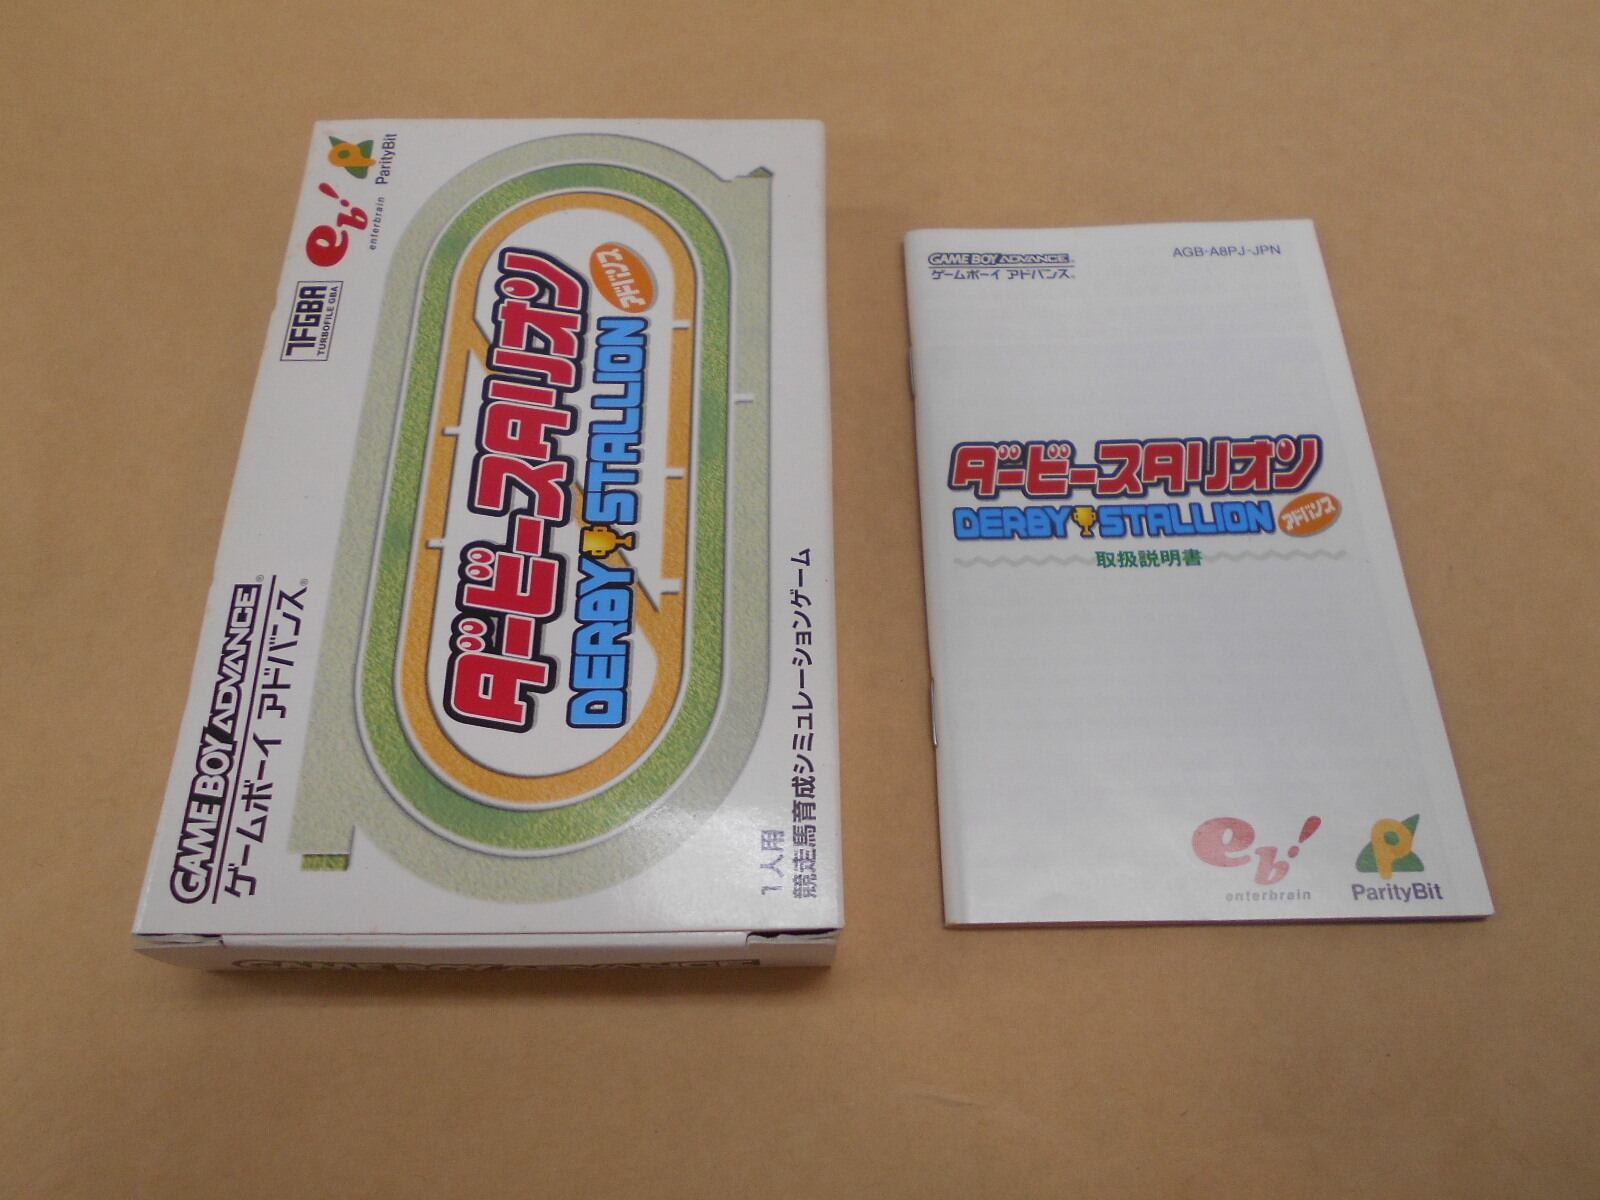 GAME BOY ADVANCE®
ゲームボーイ アドバンス®
TFGBA
TURBOFILE GBA
eb!
enterbrain
P
ParityBit
ダービースタリオン
DERBY STALLION
アドバンス
1人用
競走馬育成シミュレーションゲーム
GAME BOY ADVANCE
GAME BOY ADVANCE
ゲームボーイ アドバンス®
AGB-A8PJ-JPN
ダービースタリオン
DERBY STALLION
アドバンス
取扱説明書
eb!
enterbrain
P
ParityBit